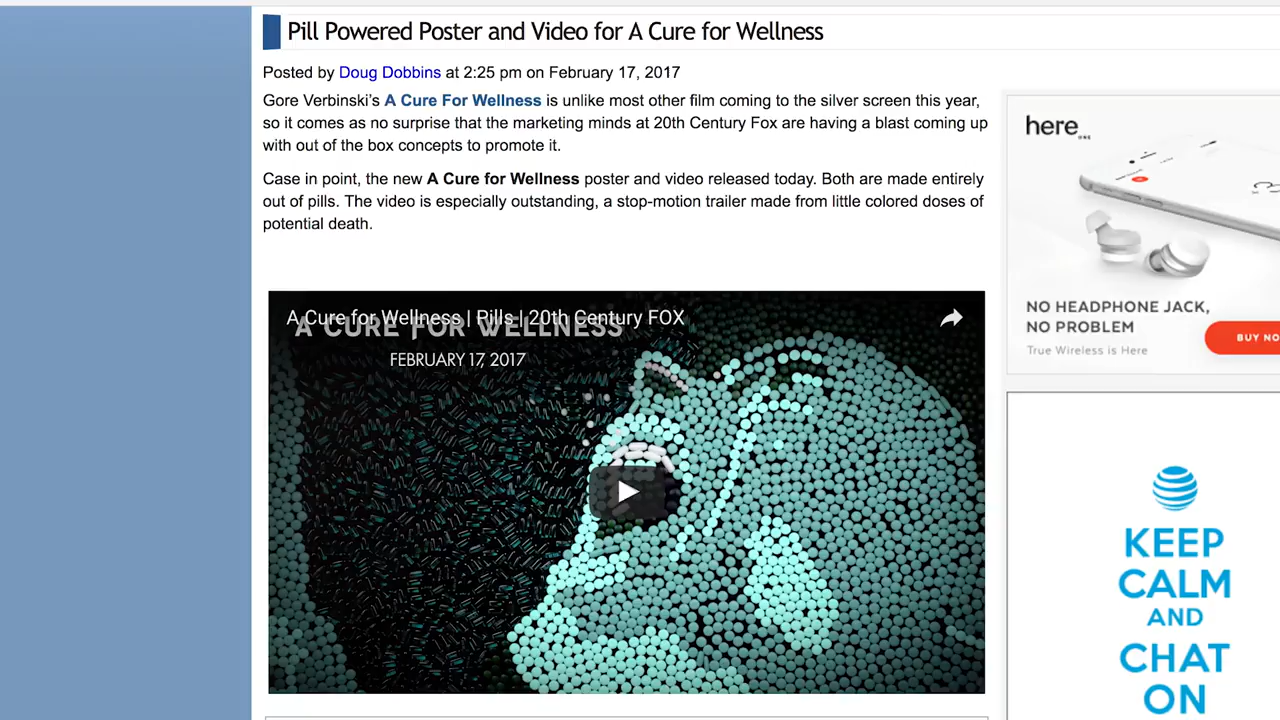 Pill Powered Poster and Video for A Cure for Wellness
Posted by Doug Dobbins at 2:25 pm on February 17, 2017
Gore Verbinski’s A Cure For Wellness is unlike most other film coming to the silver screen this year,
so it comes as no surprise that the marketing minds at 20th Century Fox are having a blast coming up
with out of the box concepts to promote it.
Case in point, the new A Cure for Wellness poster and video released today. Both are made entirely
out of pills. The video is especially outstanding, a stop-motion trailer made from little colored doses of
potential death.
A Cure for Wellness | Pills | 20th Century FOX
A CURE FOR WELLNESS
FEBRUARY 17, 2017
here
NO HEADPHONE JACK,
NO PROBLEM
True Wireless is Here
BUY NO
KEEP
CALM
AND
CHAT
ON